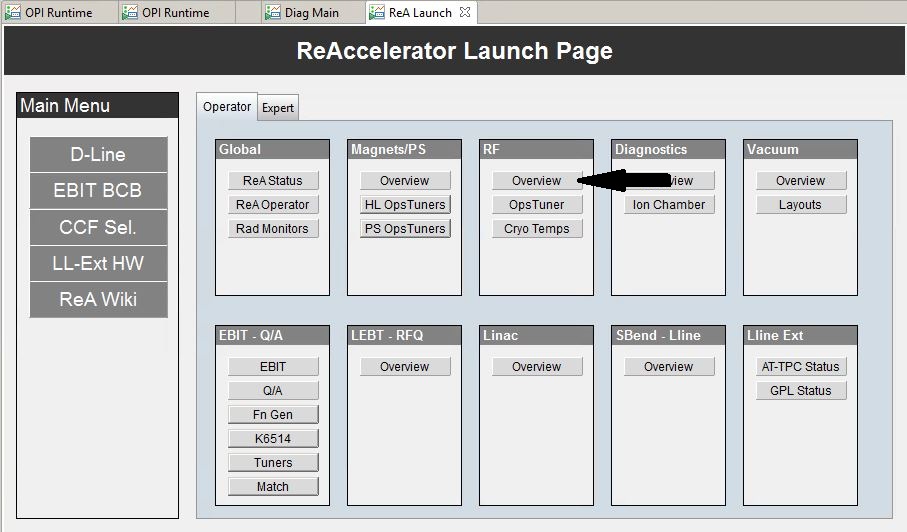 OPI Runtime
OPI Runtime
Diag Main
ReA Launch
ReAccelerator Launch Page
Main Menu
D-Line
EBIT BCB
CCF Sel.
LL-Ext HW
ReA Wiki
Operator
Expert
Global
ReA Status
ReA Operator
Rad Monitors
Magnets/PS
Overview
HL OpsTuners
PS OpsTuners
RF
Overview
OpsTuner
Cryo Temps
Diagnostics
Ion Chamber
Vacuum
Overview
Layouts
EBIT - Q/A
EBIT
Q/A
Fn Gen
K6514
Tuners
Match
LEBT - RFQ
Overview
Linac
Overview
SBend - Lline
Overview
Lline Ext
AT-TPC Status
GPL Status